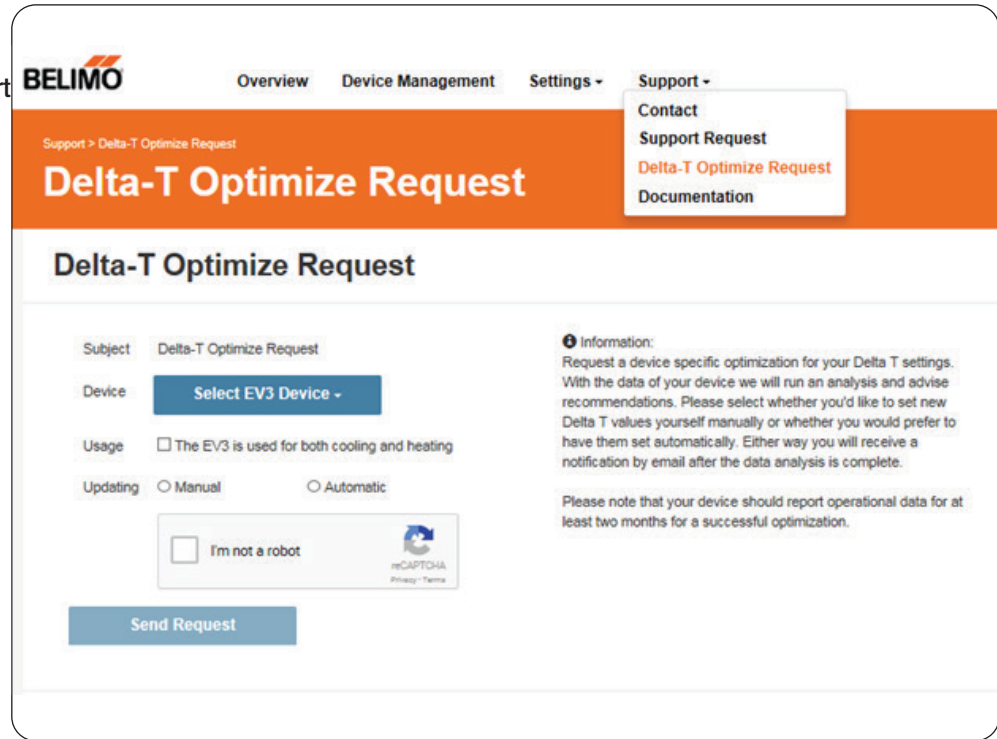 rt
BELIMO
Overview Device Management Settings Support
Contact
Support Request
Delta-T Optimize Request
Documentation
Support > Delta-T Optimize Request
Delta-T Optimize Request
Delta-T Optimize Request
Subject Delta-T Optimize Request
Device Select EV3 Device
Usage The EV3 is used for both cooling and heating
Updating Manual Automatic
I'm not a robot
reCAPTCHA
Privacy - Terms
Send Request
Information:
Request a device specific optimization for your Delta T settings.
With the data of your device we will run an analysis and advise
recommendations. Please select whether you'd like to set new
Delta T values yourself manually or whether you would prefer to
have them set automatically. Either way you will receive a
notification by email after the data analysis is complete.
Please note that your device should report operational data for at
least two months for a successful optimization.